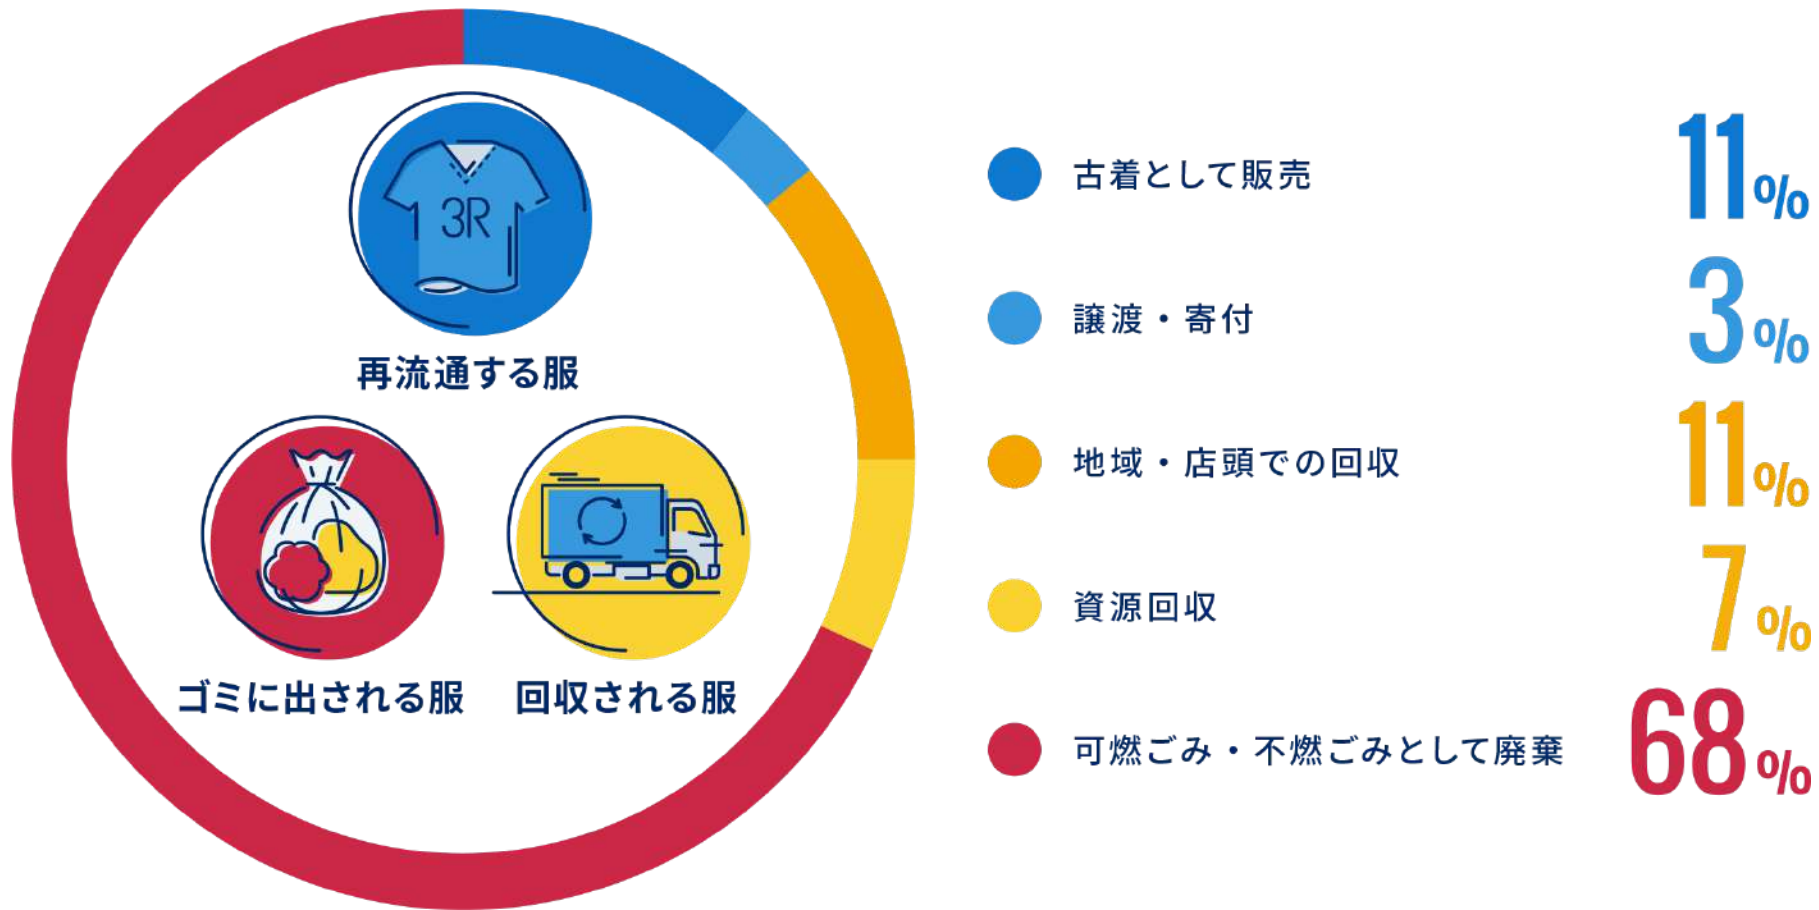 3R
再流通する服
ゴミに出される服
回収される服
古着として販売 11%
譲渡・寄付 3%
地域・店頭での回収 11%
資源回収 7%
可燃ごみ・不燃ごみとして廃棄 68%